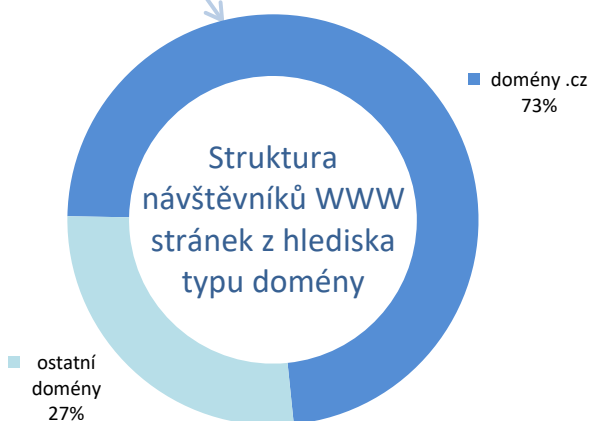 domény .cz
73%
Struktura
návštěvníků WWW
stránek z hlediska
typu domény
ostatní
domény
27%